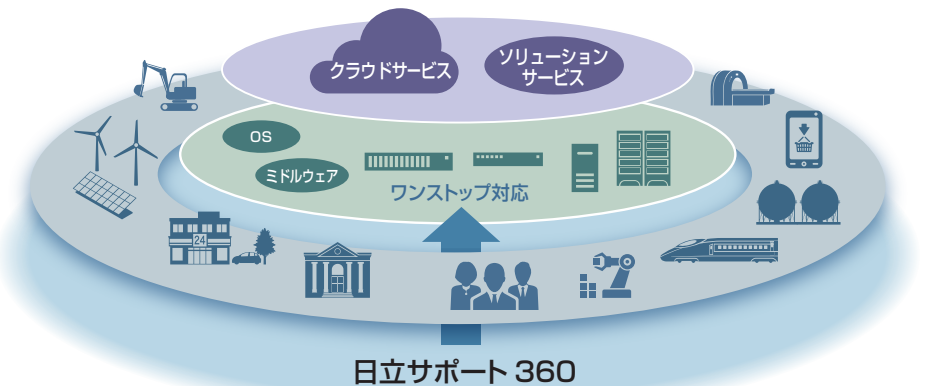 クラウドサービス
ソリューション
サービス
OS
ミドルウェア
ワンストップ対応
24
日立サポート 360